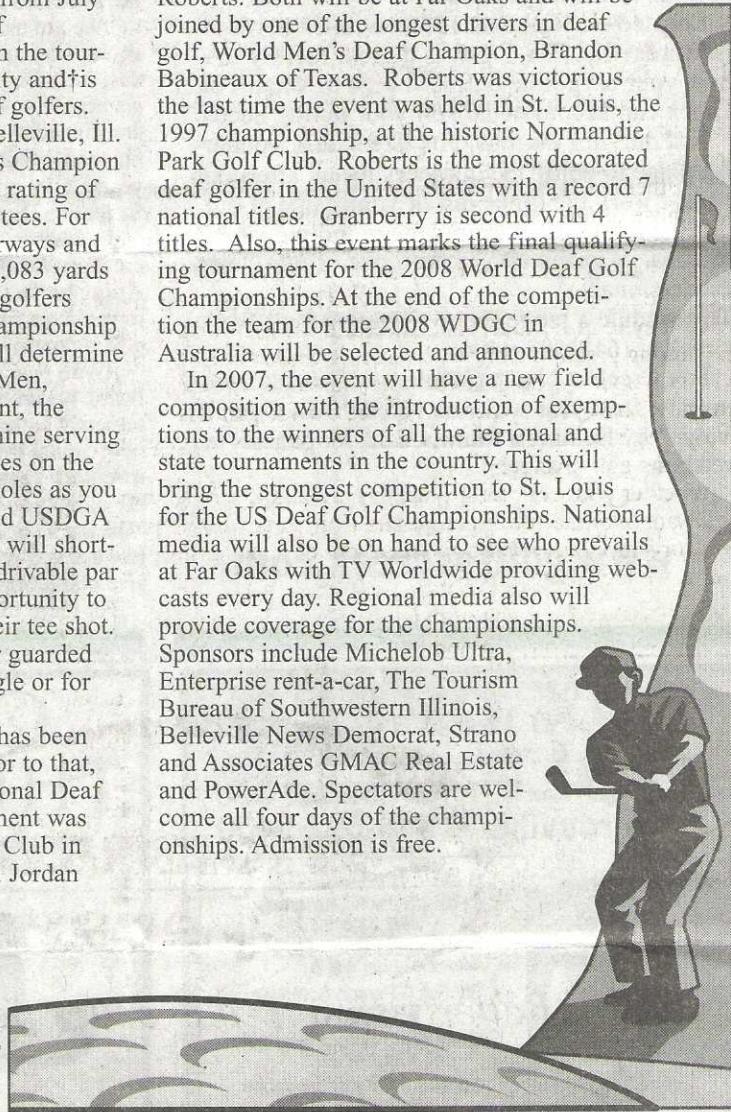 from July
f
n the tour-
ty and†is
f golfers.
elleville, Ill.
s Champion
rating of
tees. For
rways and
,083 yards
golfers
ampionship
ll determine
Men,
nt, the
nine serving
es on the
oles as you
d USDGA
will short-
drivable par
ortunity to
eir tee shot.
guarded
gle or for
has been
or to that,
onal Deaf
ment was
Club in
Jordan
Roberts. Both will be at Far Oaks and will be
joined by one of the longest drivers in deaf
golf, World Men's Deaf Champion, Brandon
Babineaux of Texas. Roberts was victorious
the last time the event was held in St. Louis, the
1997 championship, at the historic Normandie
Park Golf Club. Roberts is the most decorated
deaf golfer in the United States with a record 7
national titles. Granberry is second with 4
titles. Also, this event marks the final qualify-
ing tournament for the 2008 World Deaf Golf
Championships. At the end of the competi-
tion the team for the 2008 WDGC in
Australia will be selected and announced.
In 2007, the event will have a new field
composition with the introduction of exemp-
tions to the winners of all the regional and
state tournaments in the country. This will
bring the strongest competition to St. Louis
for the US Deaf Golf Championships. National
media will also be on hand to see who prevails
at Far Oaks with TV Worldwide providing web-
casts every day. Regional media also will
provide coverage for the championships.
Sponsors include Michelob Ultra,
Enterprise rent-a-car, The Tourism
Bureau of Southwestern Illinois,
Belleville News Democrat, Strano
and Associates GMAC Real Estate
and PowerAde. Spectators are wel-
come all four days of the champi-
onships. Admission is free.